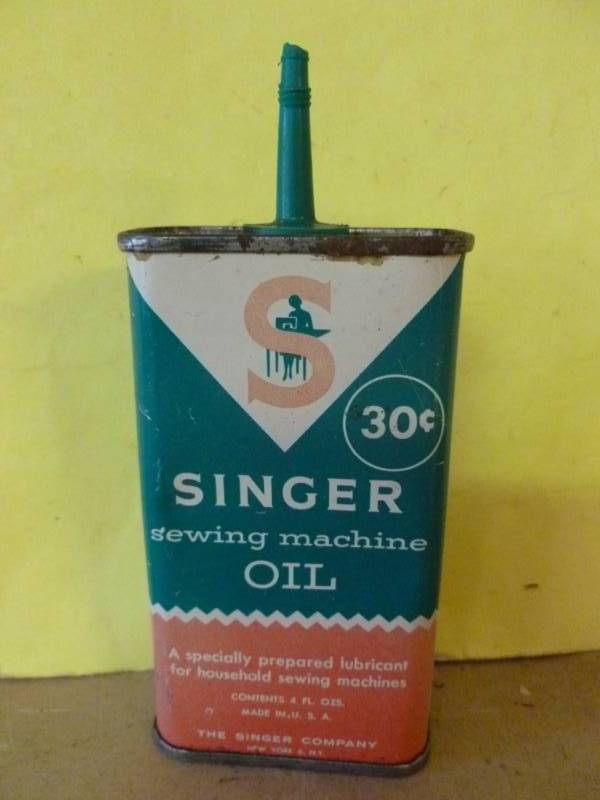 S
30¢
SINGER
sewing machine
OIL
A specially prepared lubricant
for household sewing machines
CONTENTS 4 FL. OZS.
MADE IN U. S. A.
THE SINGER COMPANY
NEW YORK 6, N.Y.